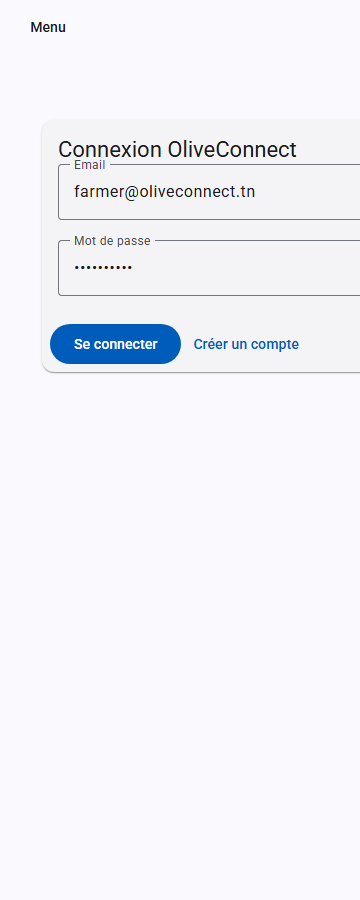 Menu
Connexion OliveConnect
Email
farmer@oliveconnect.tn
Mot de passe
••••••••••
Se connecter
Créer un compte